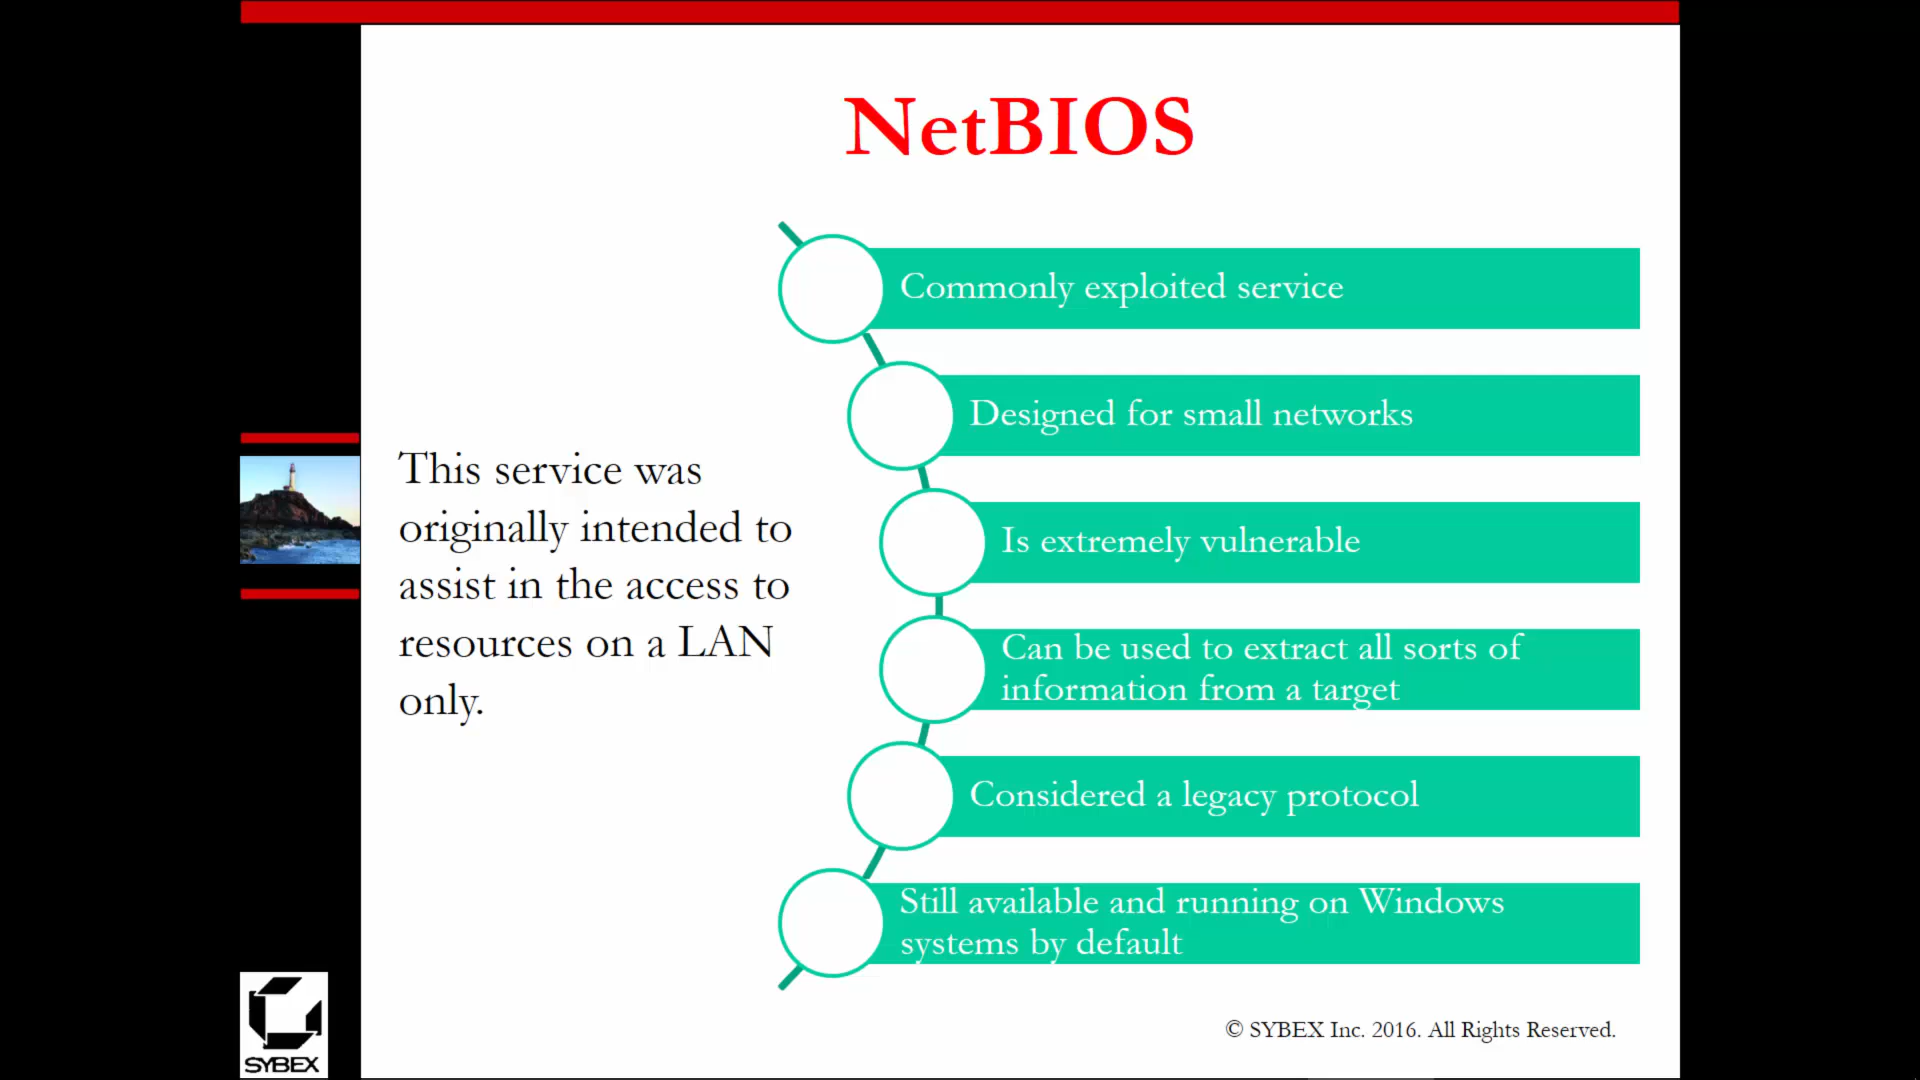 NetBIOS
This service was
originally intended to
assist in the access to
resources on a LAN
only.
Commonly exploited service
Designed for small networks
Is extremely vulnerable
Can be used to extract all sorts of
information from a target
Considered a legacy protocol
Still available and running on Windows
systems by default
© SYBEX Inc. 2016. All Rights Reserved.
SYBEX